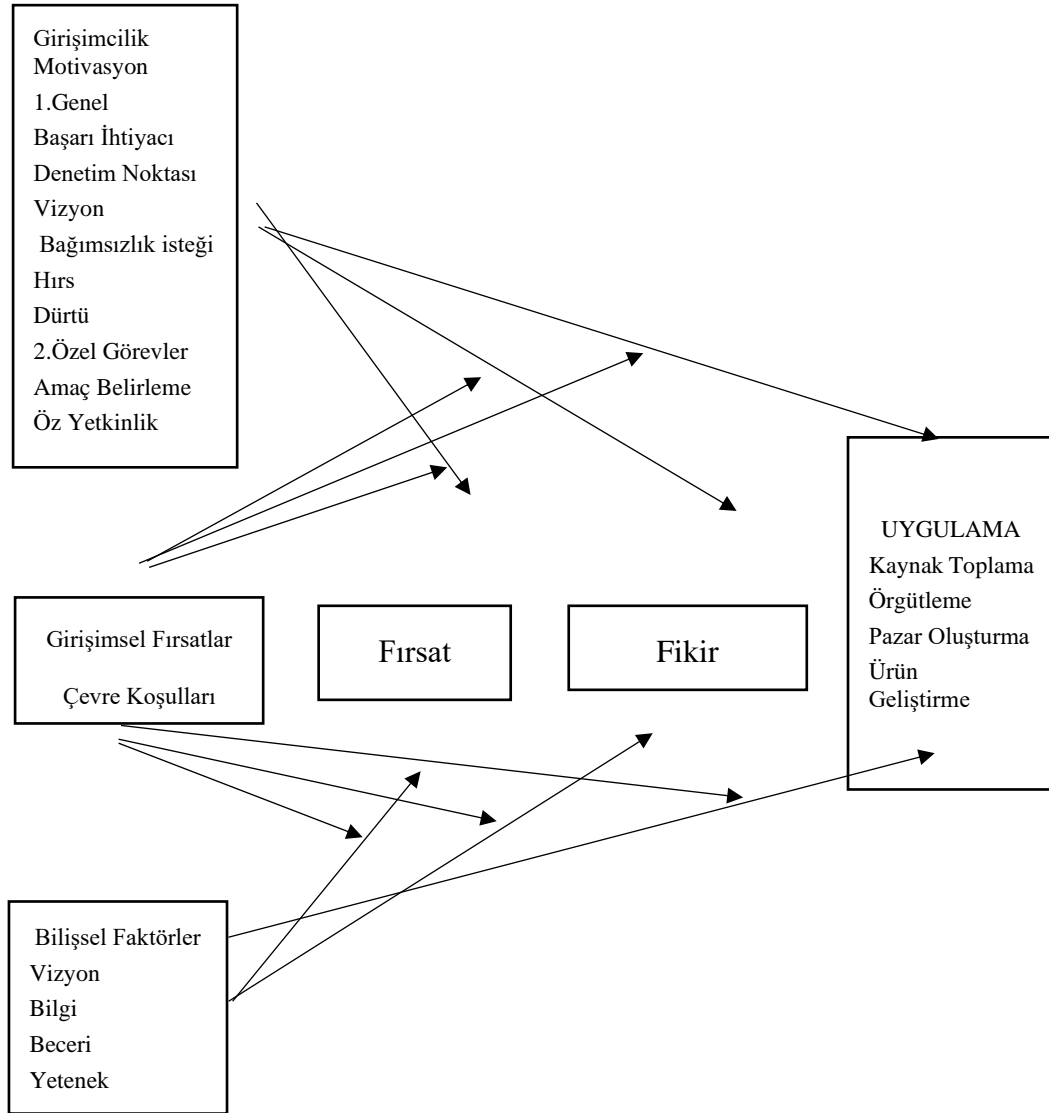 Girişimcilik
Motivasyon
1.Genel
Başarı İhtiyacı
Denetim Noktası
Vizyon
Bağımsızlık isteği
Hırs
Dürtü
2.Özel Görevler
Amaç Belirleme
Öz Yetkinlik
Girişimsel Fırsatlar
Çevre Koşulları
Fırsat
Fikir
UYGULAMA
Kaynak Toplama
Örgütleme
Pazar Oluşturma
Ürün
Geliştirme
Bilişsel Faktörler
Vizyon
Bilgi
Beceri
Yetenek